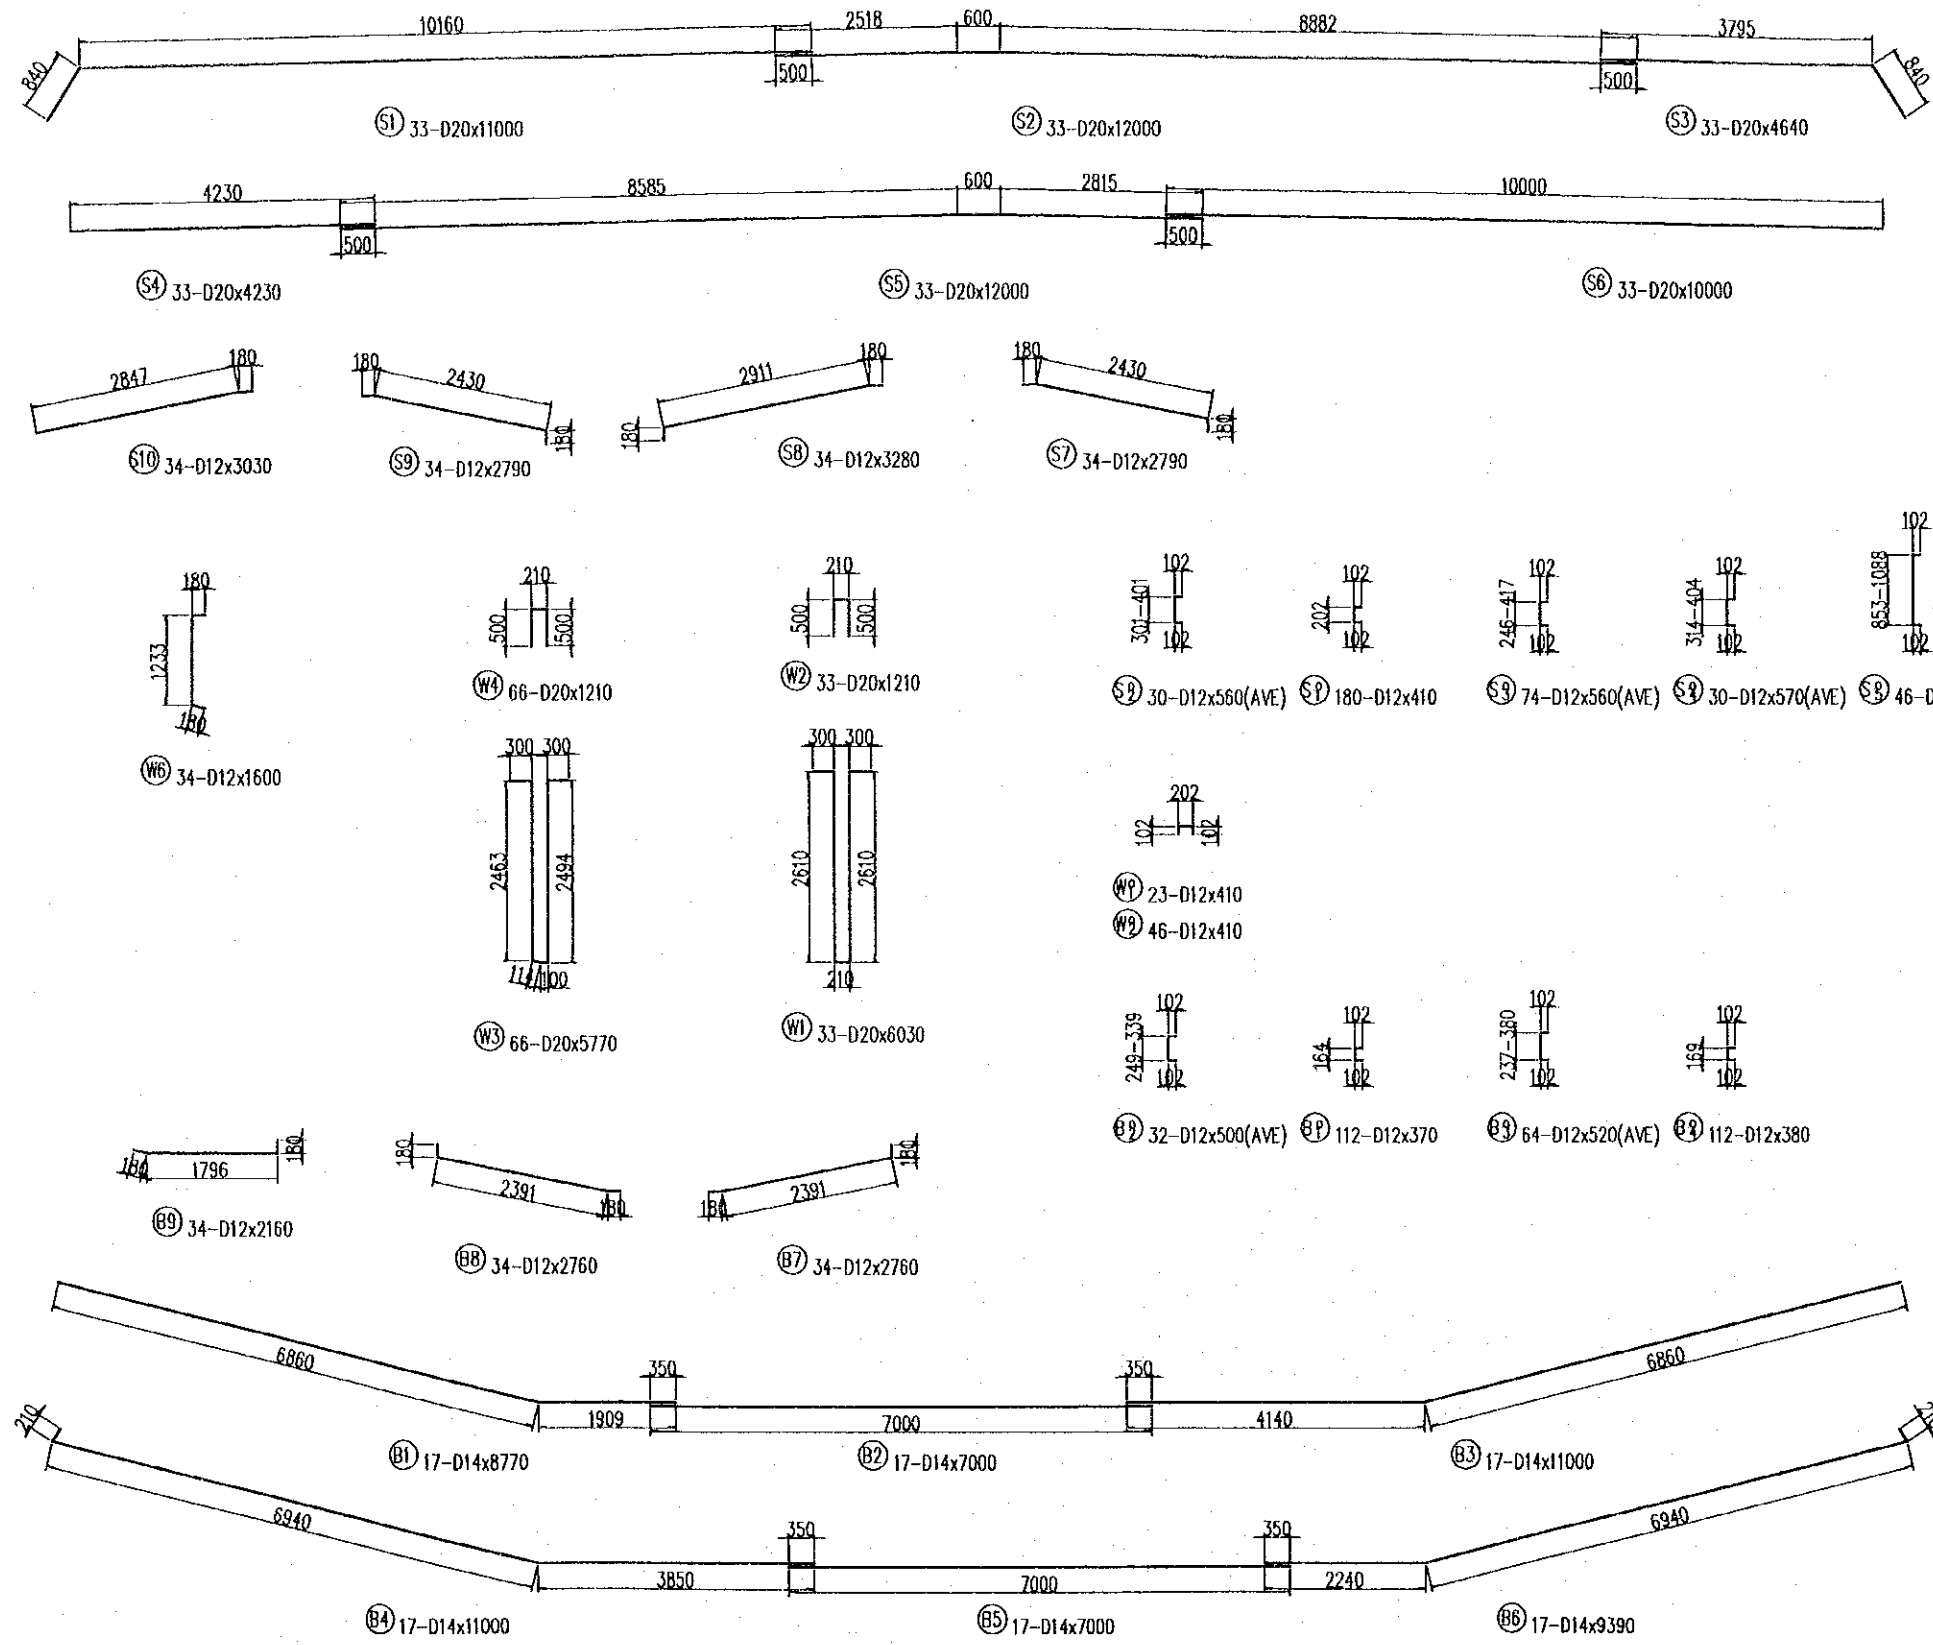 10160 2518 600 8882 3795
840 500 500 840
S1 33-D20x11000
S2 33-D20x12000
S3 33-D20x4640
4230 8585 600 2815 10000
500 500
S4 33-D20x4230
S5 33-D20x12000
S6 33-D20x10000
2847 180
180 2430 180
180 2911 180
180 2430 180
S10 34-D12x3030
S9 34-D12x2790
S8 34-D12x3280
S7 34-D12x2790
180 1233 180
W6 34-D12x1600
210 500 500
W4 66-D20x1210
210 500 500
W2 33-D20x1210
102 301-401 102
30-D12x560(AVE)
102 202 102
180-D12x410
102 246-417 102
74-D12x560(AVE)
102 314-404 102
30-D12x570(AVE)
102 853-1088 102
46-D
300 300 2463 2494 114 100
W3 66-D20x5770
300 300 2610 2610 210
W1 33-D20x6030
202 102 102
23-D12x410
46-D12x410
102 249-339 102
32-D12x500(AVE)
102 164 102
112-D12x370
102 237-380 102
64-D12x520(AVE)
102 169 102
112-D12x380
180 1796 180
B9 34-D12x2160
180 2391 180
B8 34-D12x2760
180 2391 180
B7 34-D12x2760
6860 350 350 6860
1909 7000 4140
B1 17-D14x8770
B2 17-D14x7000
B3 17-D14x11000
210 6940 350 350 6940
3850 7000 2240
B4 17-D14x11000
B5 17-D14x7000
B6 17-D14x9390